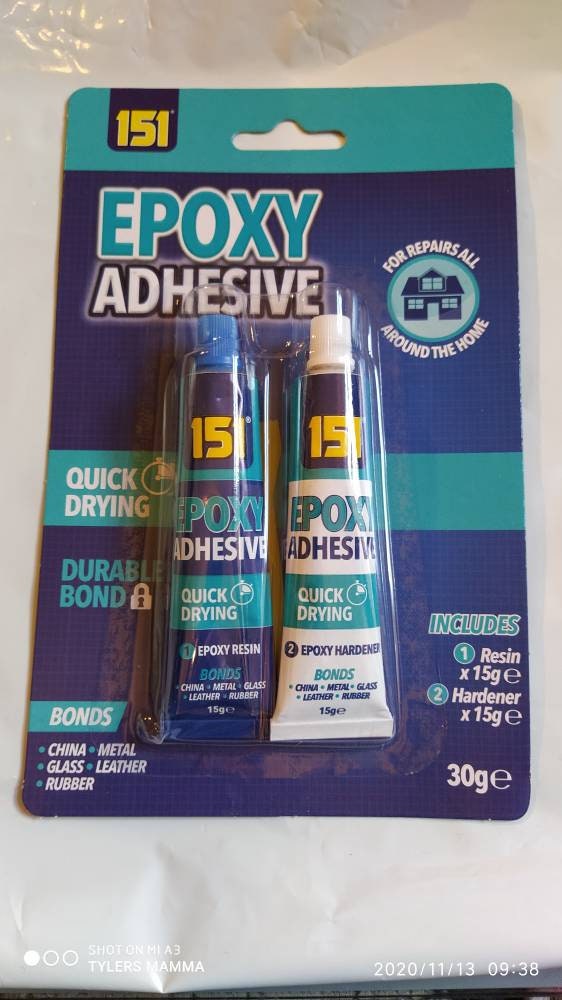 151®
EPOXY
ADHESIVE
FOR REPAIRS ALL
AROUND THE HOME
QUICK
DRYING
DURABLE
BOND
BONDS
• CHINA • METAL
• GLASS • LEATHER
• RUBBER
151®
EPOXY
ADHESIVE
QUICK
DRYING
1 EPOXY RESIN
BONDS
• CHINA • METAL • GLASS
• LEATHER • RUBBER
15g℮
151
EPOXY
ADHESIVE
QUICK
DRYING
2 EPOXY HARDENER
BONDS
• CHINA • METAL • GLASS
• LEATHER • RUBBER
15g℮
INCLUDES
1 Resin
x 15g℮
2 Hardener
x 15g℮
30g℮
SHOT ON MI A3
TYLERS MAMMA
2020/11/13 09:38